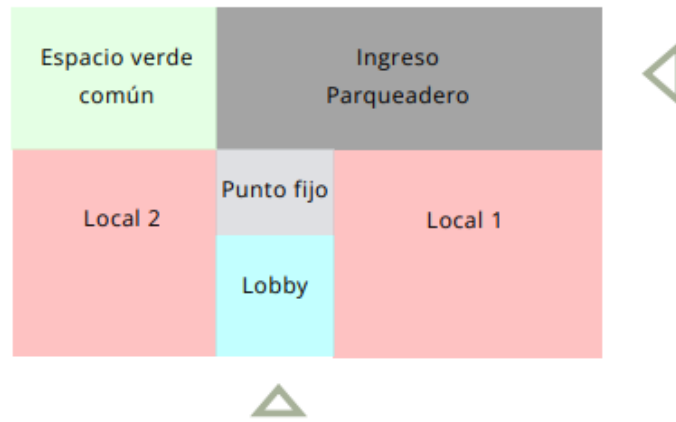 Espacio verde
común
Ingreso
Parqueadero
Punto fijo
Local 2
Local 1
Lobby